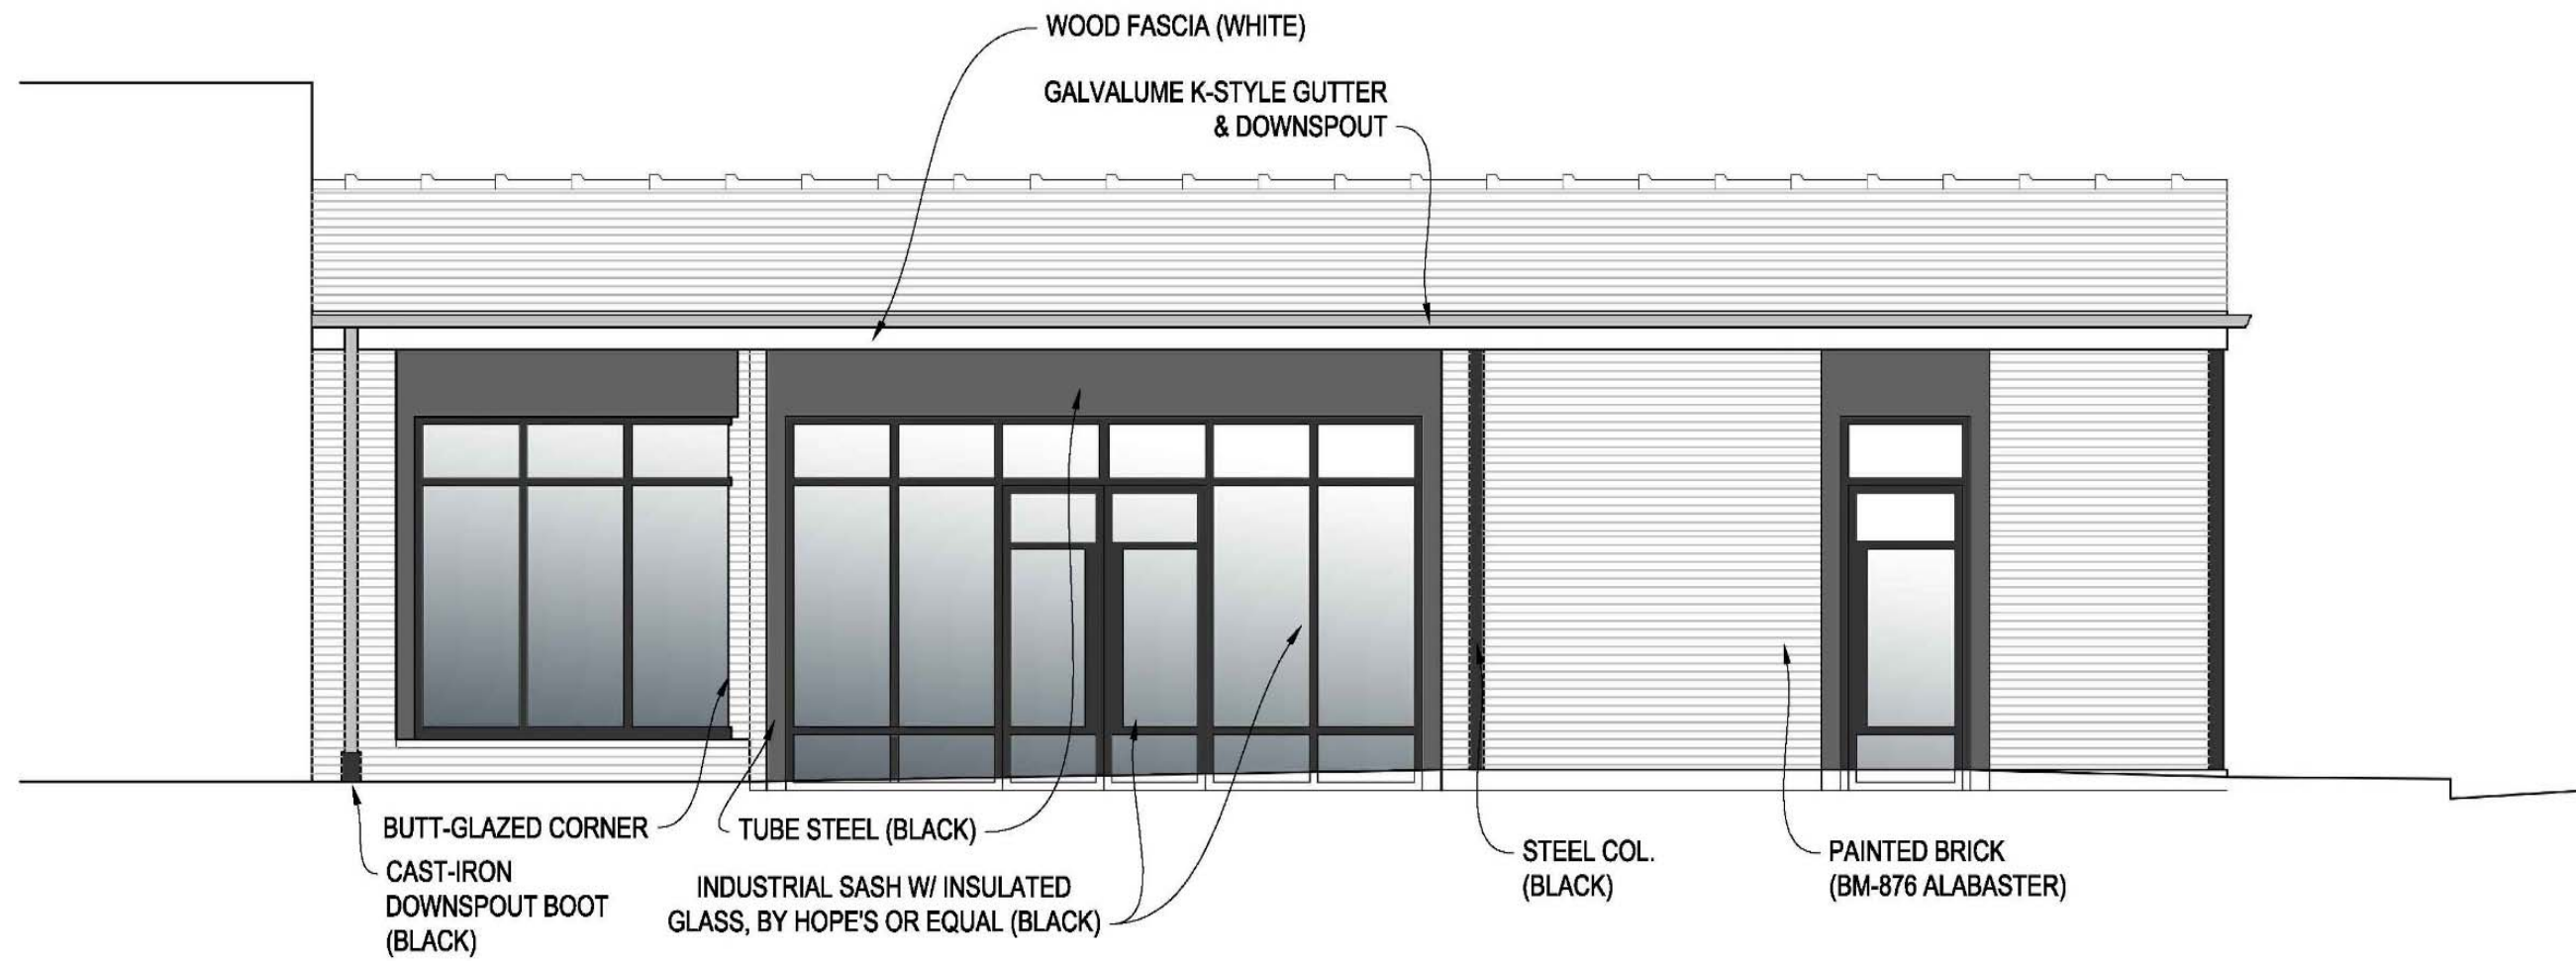 WOOD FASCIA (WHITE)
GALVALUME K-STYLE GUTTER
& DOWNSPOUT
BUTT-GLAZED CORNER
TUBE STEEL (BLACK)
CAST-IRON
DOWNSPOUT BOOT
(BLACK)
INDUSTRIAL SASH W/ INSULATED
GLASS, BY HOPE'S OR EQUAL (BLACK)
STEEL COL.
(BLACK)
PAINTED BRICK
(BM-876 ALABASTER)